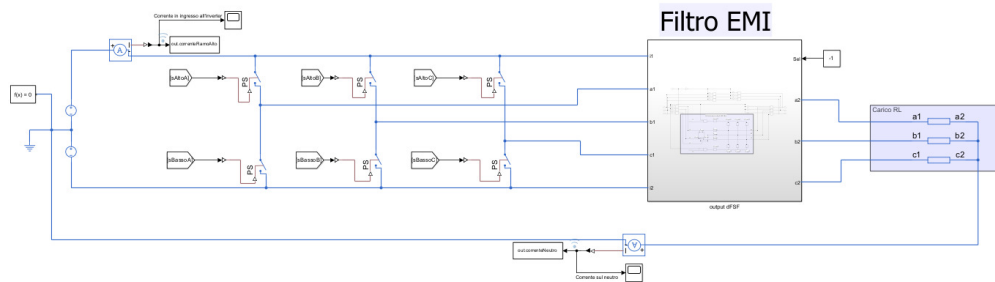 Filtro EMI
Corrente in ingresso all'inverter
out.correnteRamoAlto
A
f(x) = 0
[sAltoA]
PS
[sAltoB]
PS
[sAltoC]
PS
[sBassoA]
PS
[sBassoB]
PS
[sBassoC]
PS
i1
a1
b1
c1
i2
Sel
a2
b2
c2
-1
output dFSF
Carico RL
a1 a2
b1 b2
c1 c2
out.correnteNeutro
A
Corrente sul neutro